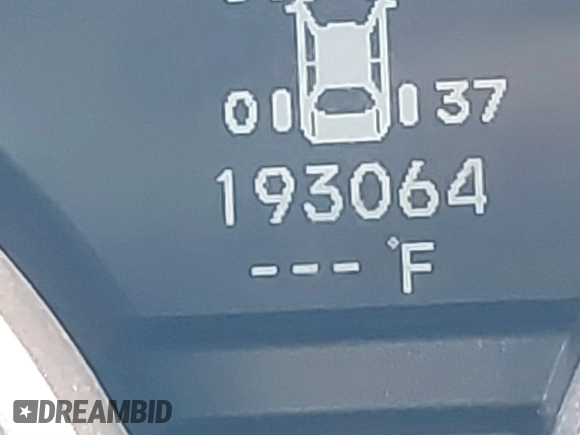 0 37
193064
--- °F
DREAMBID